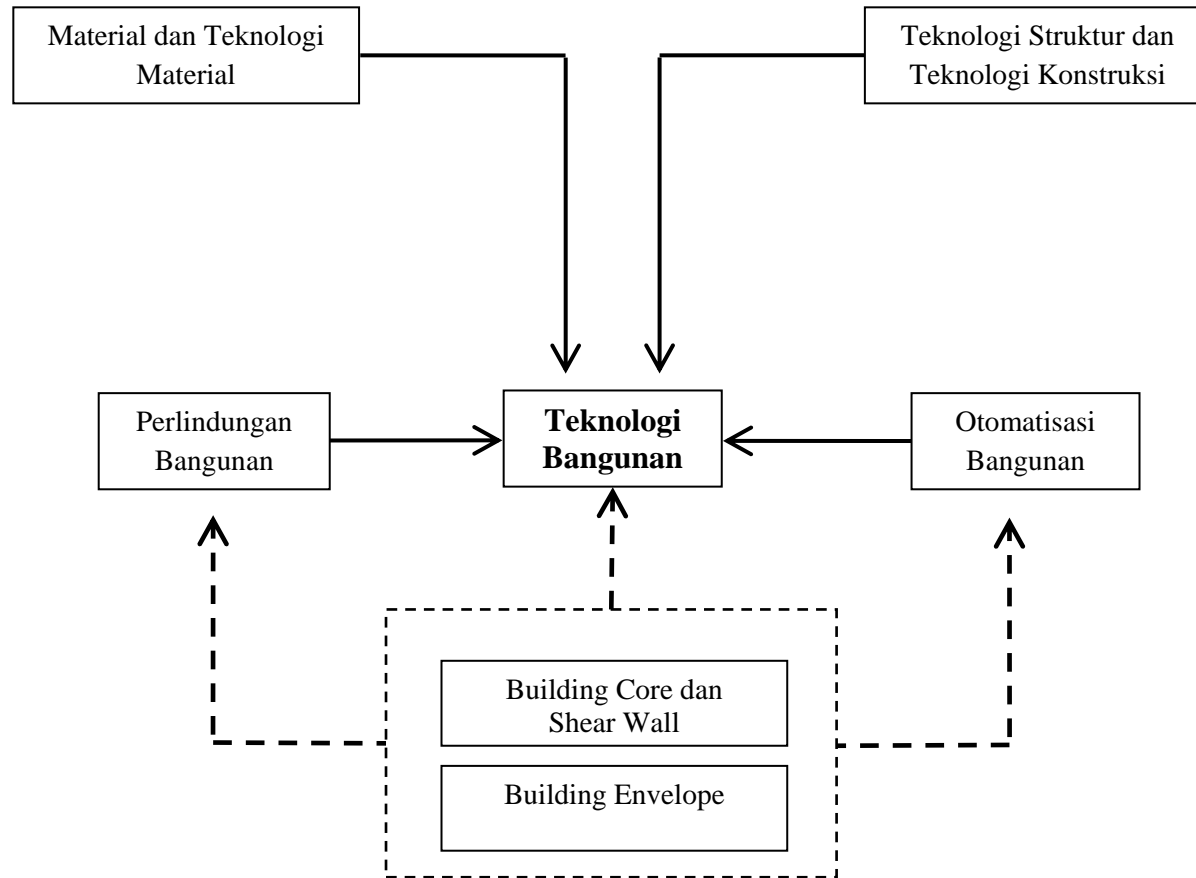 Material dan Teknologi
Material
Teknologi Struktur dan
Teknologi Konstruksi
Perlindungan
Bangunan
Teknologi
Bangunan
Otomatisasi
Bangunan
Building Core dan
Shear Wall
Building Envelope